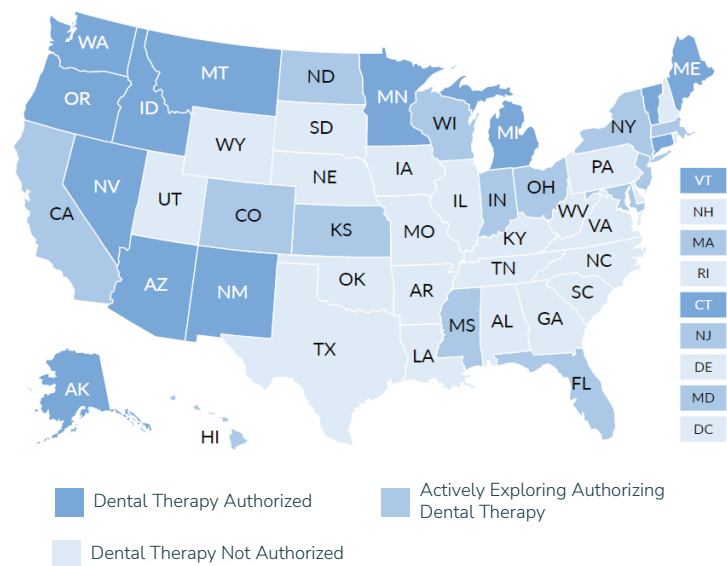 WA
ME
MT
ND
MN
OR
ID
WI
MI
NY
SD
WY
IA
PA
NE
NV
OH
IL
IN
UT
CO
WV
CA
VA
KS
MO
KY
NC
TN
OK
AZ
NM
AR
SC
MS
AL
GA
TX
LA
FL
AK
HI
VT
NH
MA
RI
CT
NJ
DE
MD
DC
Dental Therapy Authorized
Actively Exploring Authorizing
Dental Therapy
Dental Therapy Not Authorized